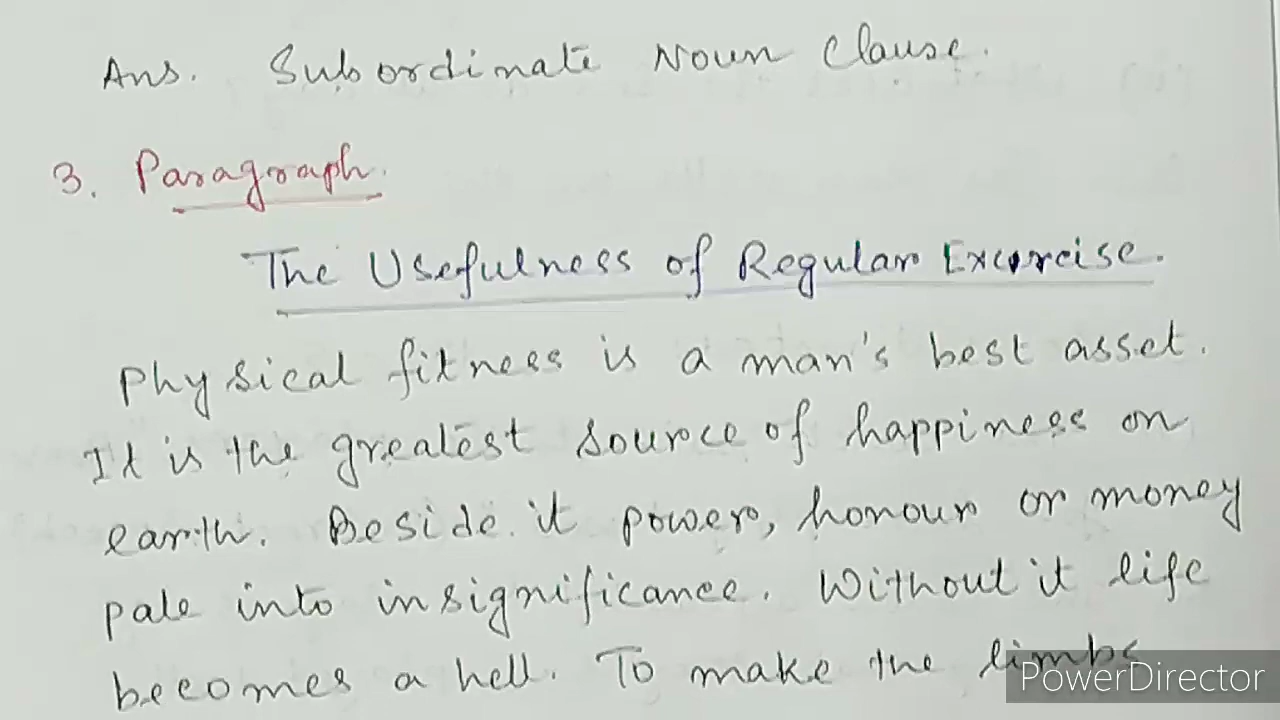 Ans. Subordinate Noun Clause.
3. Paragraph.
The Usefulness of Regular Excercise.
Physical fitness is a man's best asset.
It is the greatest source of happiness on
earth. Beside it power, honour or money
pale into insignificance. Without it life
becomes a hell. To make the limbs
PowerDirector